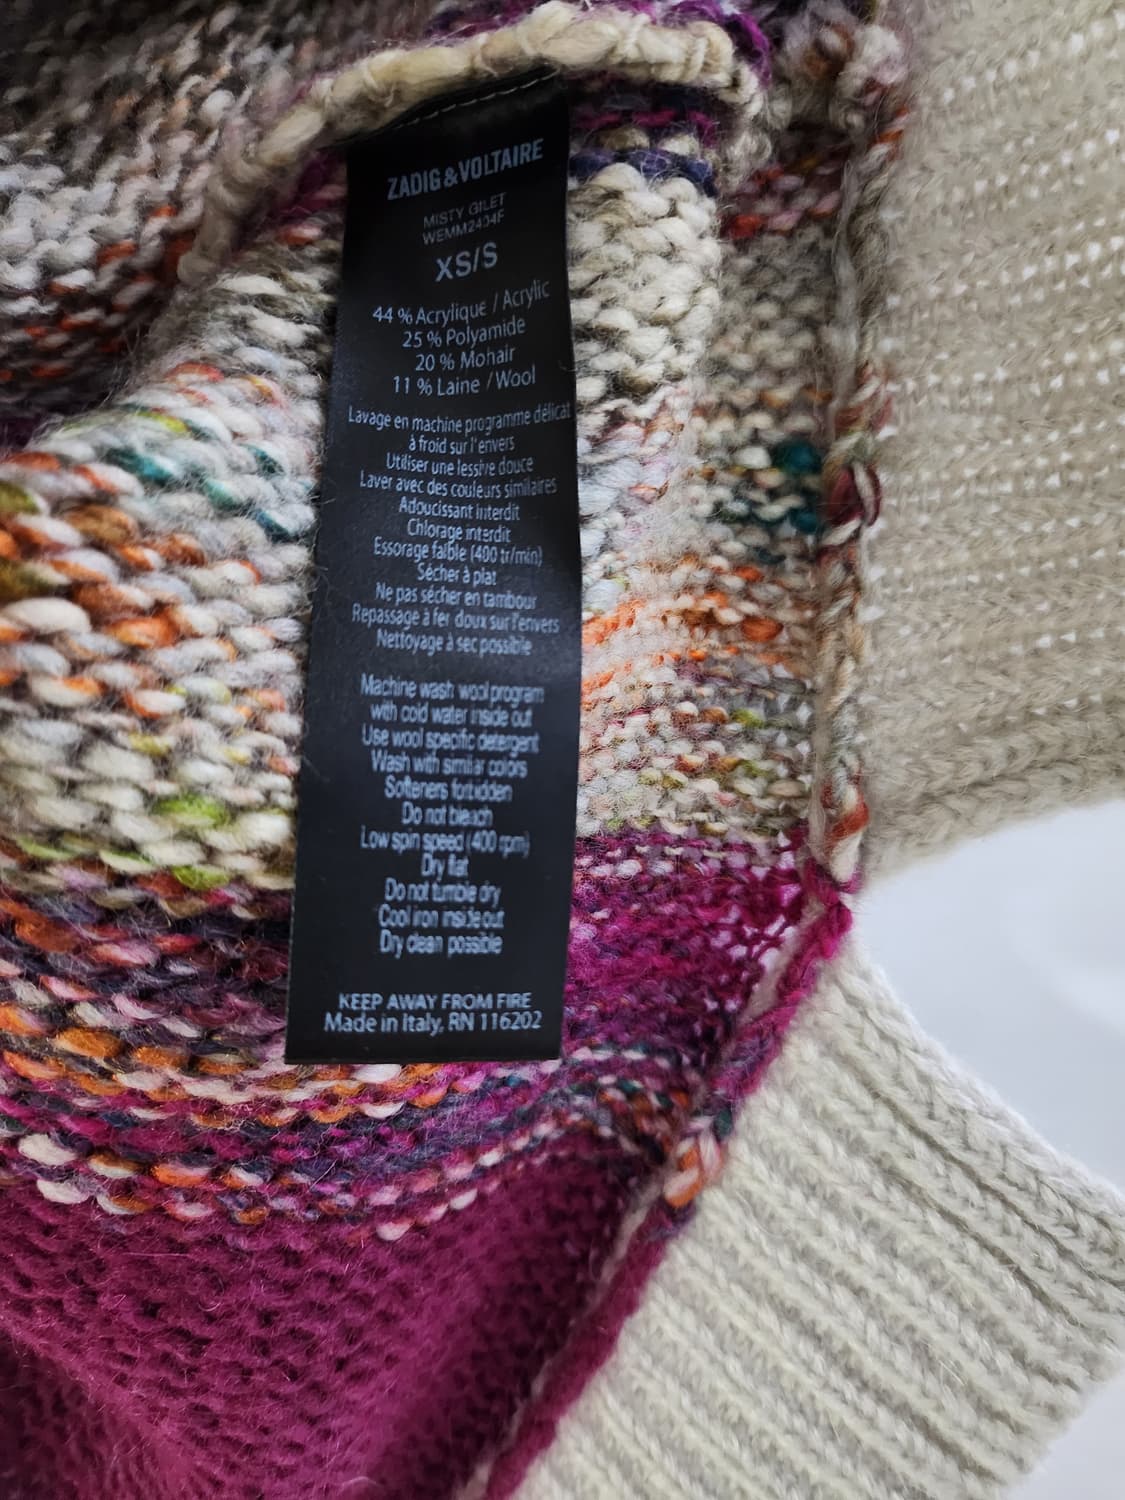 ZADIG & VOLTAIRE
MISTY GILET
WEMM2404F
XS/S
44 % Acrylique / Acrylic
25 % Polyamide
20 % Mohair
11 % Laine / Wool
Lavage en machine programme délicat
à froid sur l'envers
Utiliser une lessive douce
Laver avec des couleurs similaires
Adoucissant interdit
Chlorage interdit
Essorage faible (400 tr/min)
Sécher à plat
Ne pas sécher en tambour
Repassage à fer doux sur l'envers
Nettoyage à sec possible
Machine wash wool program
with cold water inside out
Use wool specific detergent
Wash with similar colors
Softeners forbidden
Do not bleach
Low spin speed (400 rpm)
Dry flat
Do not tumble dry
Cool iron inside out
Dry clean possible
KEEP AWAY FROM FIRE
Made in Italy, RN 116202